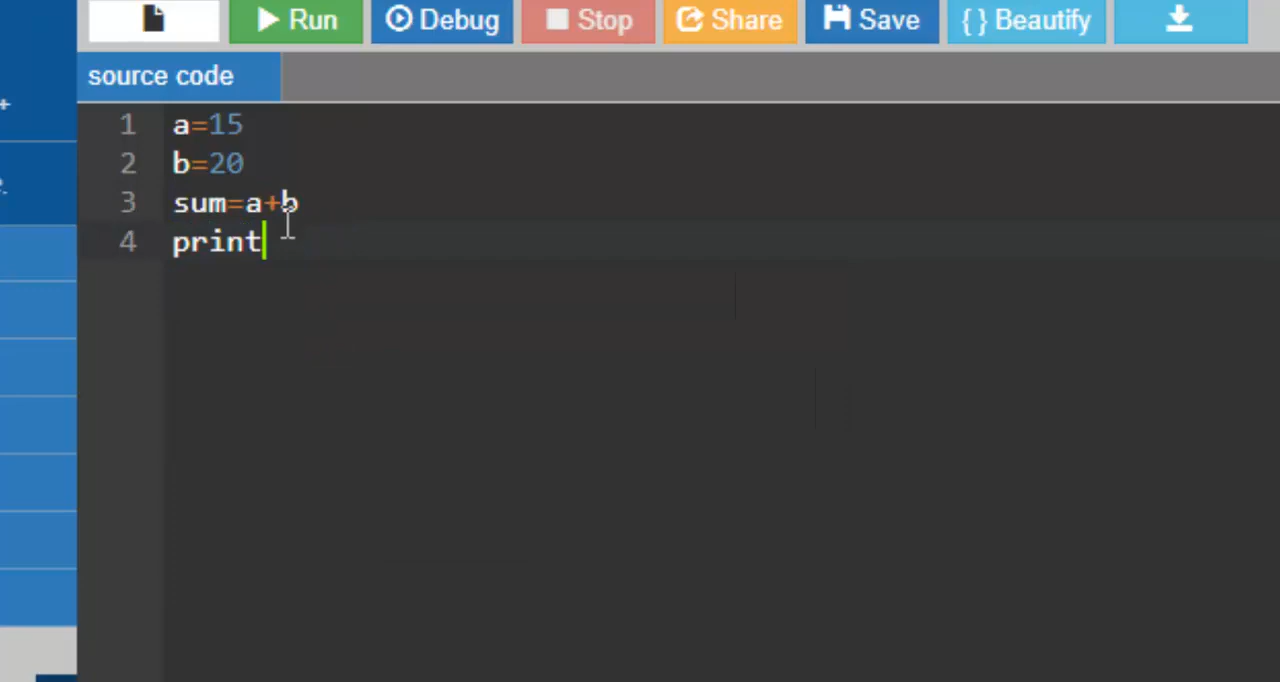 Run Debug Stop Share Save { } Beautify
source code
1 a=15
2 b=20
3 sum=a+b
4 print